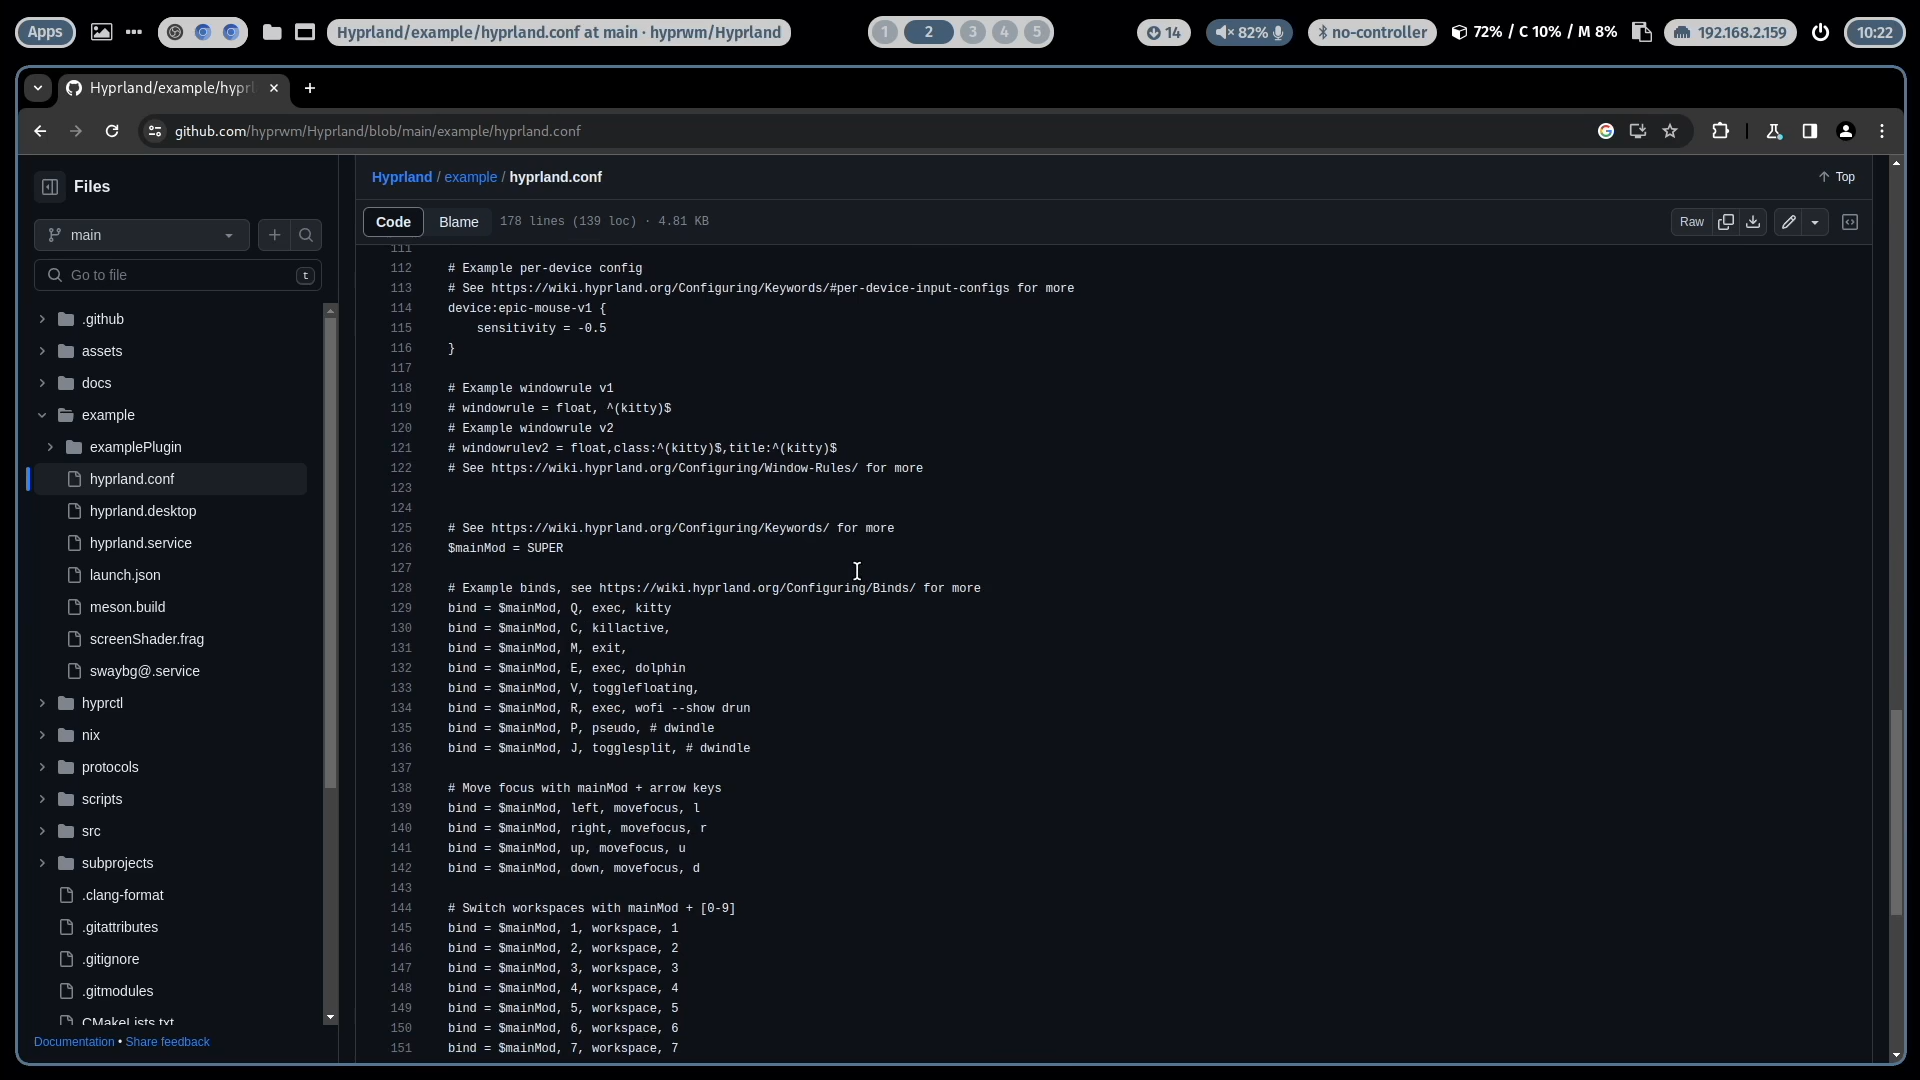 Apps
Hyprland/example/hyprland.conf at main · hyprwm/Hyprland
1 2 3 4 5
14
82%
no-controller
72% / C 10% / M 8%
192.168.2.159
10:22
Hyprland/example/hyprl
github.com/hyprwm/Hyprland/blob/main/example/hyprland.conf
Files
main
Go to file
t
.github
assets
docs
example
examplePlugin
hyprland.conf
hyprland.desktop
hyprland.service
launch.json
meson.build
screenShader.frag
swaybg@.service
hyprctl
nix
protocols
scripts
src
subprojects
.clang-format
.gitattributes
.gitignore
.gitmodules
CMakeLists.txt
Documentation • Share feedback
Hyprland / example / hyprland.conf
Top
Code
Blame
178 lines (139 loc) · 4.81 KB
Raw
111
112 # Example per-device config
113 # See https://wiki.hyprland.org/Configuring/Keywords/#per-device-input-configs for more
114 device:epic-mouse-v1 {
115     sensitivity = -0.5
116 }
117
118 # Example windowrule v1
119 # windowrule = float, ^(kitty)$
120 # Example windowrule v2
121 # windowrulev2 = float,class:^(kitty)$,title:^(kitty)$
122 # See https://wiki.hyprland.org/Configuring/Window-Rules/ for more
123
124
125 # See https://wiki.hyprland.org/Configuring/Keywords/ for more
126 $mainMod = SUPER
127
128 # Example binds, see https://wiki.hyprland.org/Configuring/Binds/ for more
129 bind = $mainMod, Q, exec, kitty
130 bind = $mainMod, C, killactive,
131 bind = $mainMod, M, exit,
132 bind = $mainMod, E, exec, dolphin
133 bind = $mainMod, V, togglefloating,
134 bind = $mainMod, R, exec, wofi --show drun
135 bind = $mainMod, P, pseudo, # dwindle
136 bind = $mainMod, J, togglesplit, # dwindle
137
138 # Move focus with mainMod + arrow keys
139 bind = $mainMod, left, movefocus, l
140 bind = $mainMod, right, movefocus, r
141 bind = $mainMod, up, movefocus, u
142 bind = $mainMod, down, movefocus, d
143
144 # Switch workspaces with mainMod + [0-9]
145 bind = $mainMod, 1, workspace, 1
146 bind = $mainMod, 2, workspace, 2
147 bind = $mainMod, 3, workspace, 3
148 bind = $mainMod, 4, workspace, 4
149 bind = $mainMod, 5, workspace, 5
150 bind = $mainMod, 6, workspace, 6
151 bind = $mainMod, 7, workspace, 7